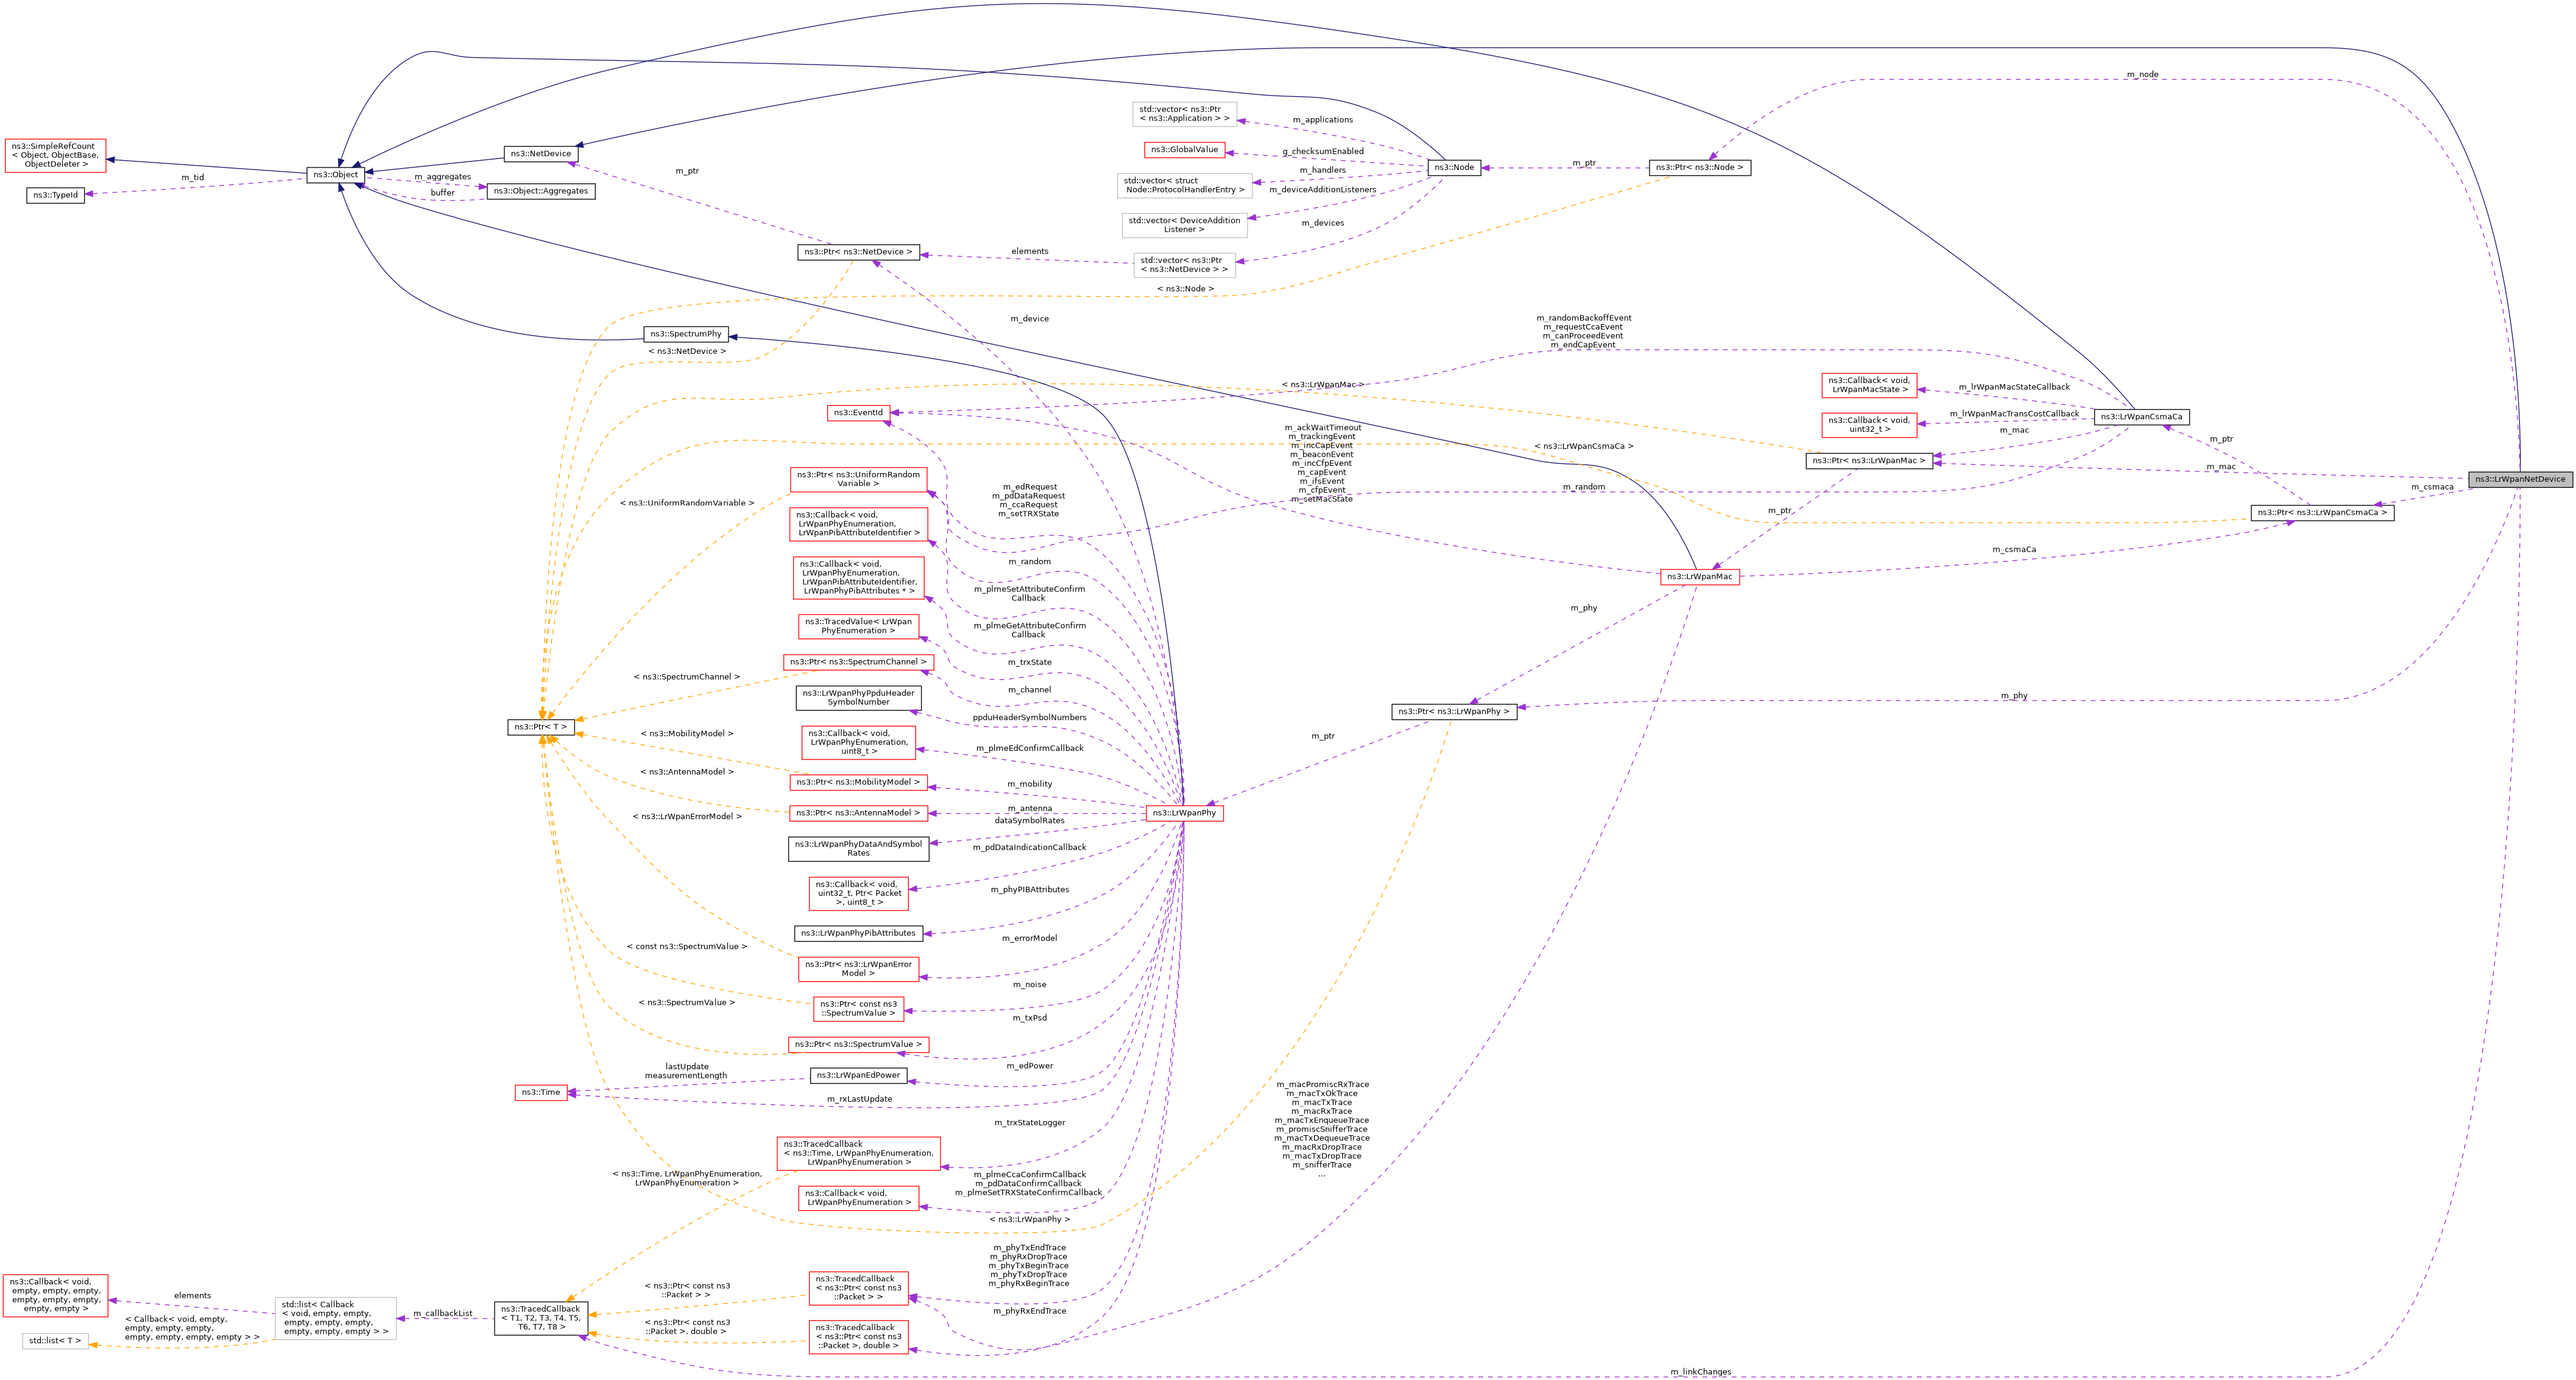 ns3::SimpleRefCount
< Object, ObjectBase,
ObjectDeleter >
ns3::TypeId
m_tid
ns3::Object
m_aggregates
buffer
ns3::NetDevice
ns3::Object::Aggregates
m_ptr
ns3::Ptr< ns3::NetDevice >
elements
std::vector< ns3::Ptr
< ns3::Application > >
ns3::GlobalValue
std::vector< struct
Node::ProtocolHandlerEntry >
std::vector< DeviceAddition
Listener >
std::vector< ns3::Ptr
< ns3::NetDevice > >
m_applications
g_checksumEnabled
m_handlers
m_deviceAdditionListeners
m_devices
ns3::Node
m_ptr
ns3::Ptr< ns3::Node >
m_node
< ns3::Node >
m_device
ns3::SpectrumPhy
< ns3::NetDevice >
m_randomBackoffEvent
m_requestCcaEvent
m_canProceedEvent
m_endCapEvent
< ns3::LrWpanMac >
ns3::EventId
ns3::Callback< void,
LrWpanMacState >
m_lrWpanMacStateCallback
ns3::Callback< void,
uint32_t >
m_lrWpanMacTransCostCallback
ns3::LrWpanCsmaCa
m_mac
ns3::Ptr< ns3::LrWpanMac >
m_ptr
m_mac
ns3::LrWpanNetDevice
m_csmaca
ns3::Ptr< ns3::LrWpanCsmaCa >
m_ackWaitTimeout
m_trackingEvent
m_incCapEvent
m_beaconEvent
m_incCfpEvent
m_capEvent
m_ifsEvent
m_cfpEvent
m_setMacState
< ns3::LrWpanCsmaCa >
m_random
m_ptr
m_csmaCa
ns3::LrWpanMac
m_phy
m_phy
ns3::Ptr< ns3::LrWpanPhy >
m_ptr
ns3::Ptr< ns3::UniformRandom
Variable >
< ns3::UniformRandomVariable >
m_edRequest
m_pdDataRequest
m_ccaRequest
m_setTRXState
ns3::Callback< void,
LrWpanPhyEnumeration,
LrWpanPibAttributeIdentifier >
m_random
ns3::Callback< void,
LrWpanPhyEnumeration,
LrWpanPibAttributeIdentifier,
LrWpanPhyPibAttributes * >
m_plmeSetAttributeConfirm
Callback
ns3::TracedValue< LrWpan
PhyEnumeration >
m_plmeGetAttributeConfirm
Callback
ns3::Ptr< ns3::SpectrumChannel >
m_trxState
< ns3::SpectrumChannel >
m_channel
ns3::LrWpanPhyPpduHeader
SymbolNumber
ppduHeaderSymbolNumbers
ns3::Ptr< T >
< ns3::MobilityModel >
ns3::Callback< void,
LrWpanPhyEnumeration,
uint8_t >
m_plmeEdConfirmCallback
< ns3::AntennaModel >
ns3::Ptr< ns3::MobilityModel >
m_mobility
ns3::Ptr< ns3::AntennaModel >
m_antenna
ns3::LrWpanPhy
< ns3::LrWpanErrorModel >
dataSymbolRates
ns3::LrWpanPhyDataAndSymbol
Rates
m_pdDataIndicationCallback
ns3::Callback< void,
uint32_t, Ptr< Packet
>, uint8_t >
m_phyPIBAttributes
ns3::LrWpanPhyPibAttributes
m_errorModel
< const ns3::SpectrumValue >
ns3::Ptr< ns3::LrWpanError
Model >
m_noise
< ns3::SpectrumValue >
ns3::Ptr< const ns3
::SpectrumValue >
m_txPsd
ns3::Ptr< ns3::SpectrumValue >
m_edPower
lastUpdate
measurementLength
ns3::LrWpanEdPower
ns3::Time
m_rxLastUpdate
m_trxStateLogger
ns3::TracedCallback
< ns3::Time, LrWpanPhyEnumeration,
LrWpanPhyEnumeration >
< ns3::Time, LrWpanPhyEnumeration,
LrWpanPhyEnumeration >
m_plmeCcaConfirmCallback
m_pdDataConfirmCallback
m_plmeSetTRXStateConfirmCallback
ns3::Callback< void,
LrWpanPhyEnumeration >
< ns3::LrWpanPhy >
m_macPromiscRxTrace
m_macTxOkTrace
m_macTxTrace
m_macRxTrace
m_macTxEnqueueTrace
m_promiscSnifferTrace
m_macTxDequeueTrace
m_macRxDropTrace
m_macTxDropTrace
m_snifferTrace
...
m_phyTxEndTrace
m_phyRxDropTrace
m_phyTxBeginTrace
m_phyTxDropTrace
m_phyRxBeginTrace
m_phyRxEndTrace
ns3::Callback< void,
empty, empty, empty,
empty, empty, empty,
empty, empty >
elements
std::list< Callback
< void, empty, empty,
empty, empty, empty,
empty, empty, empty > >
std::list< T >
< Callback< void, empty,
empty, empty, empty,
empty, empty, empty, empty > >
m_callbackList
ns3::TracedCallback
< T1, T2, T3, T4, T5,
T6, T7, T8 >
< ns3::Ptr< const ns3
::Packet > >
< ns3::Ptr< const ns3
::Packet >, double >
ns3::TracedCallback
< ns3::Ptr< const ns3
::Packet > >
ns3::TracedCallback
< ns3::Ptr< const ns3
::Packet >, double >
m_linkChanges